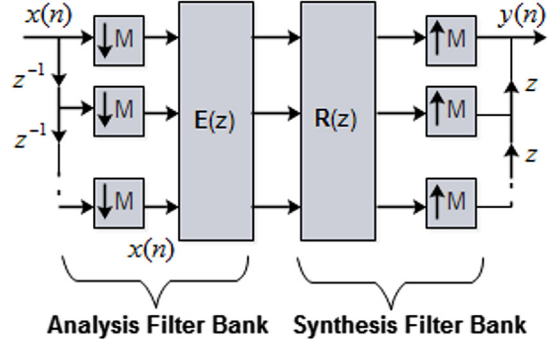 x(n)
M
M
y(n)
z⁻¹
z
M
M
E(z)
R(z)
z⁻¹
z
M
M
x(n)
Analysis Filter Bank
Synthesis Filter Bank